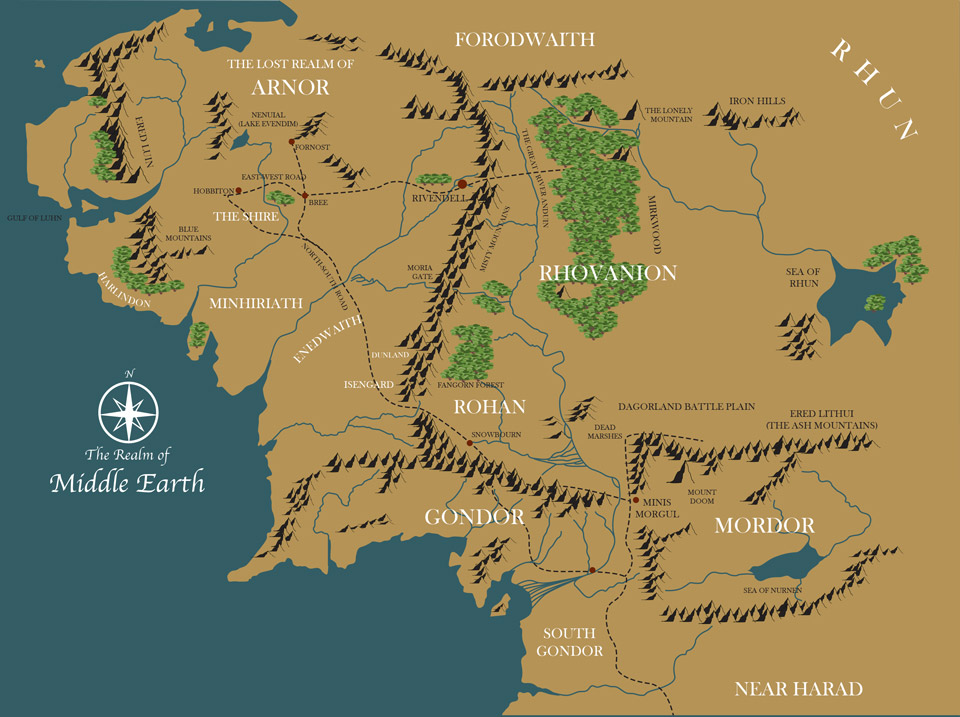 FORODWAITH
RHUN
THE LOST REALM OF
ARNOR
THE LONELY
MOUNTAIN
IRON HILLS
NENUIAL
(LAKE EVENDIM)
FORNOST
ERED LUIN
THE GREAT RIVER ANDUIN
EAST-WEST ROAD
HOBBITON
BREE
RIVENDELL
THE SHIRE
GULF OF LUHN
BLUE
MOUNTAINS
MISTY MOUNTAINS
MIRKWOOD
NORTH-SOUTH ROAD
MORIA
GATE
RHOVANION
SEA OF
RHUN
HARLINDON
MINHIRIATH
ENEDWAITH
DUNLAND
ISENGARD
FANGORN FOREST
N
The Realm of
Middle Earth
ROHAN
SNOWBOURN
DAGORLAND BATTLE PLAIN
DEAD
MARSHES
ERED LITHUI
(THE ASH MOUNTAINS)
MOUNT
DOOM
MINIS
MORGUL
GONDOR
MORDOR
SEA OF NURNEN
SOUTH
GONDOR
NEAR HARAD